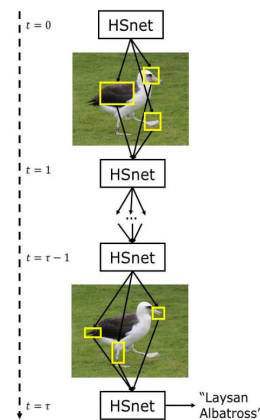 t = 0
HSnet
t = 1
HSnet
...
t = τ − 1
HSnet
t = τ
HSnet
"Laysan
Albatross"